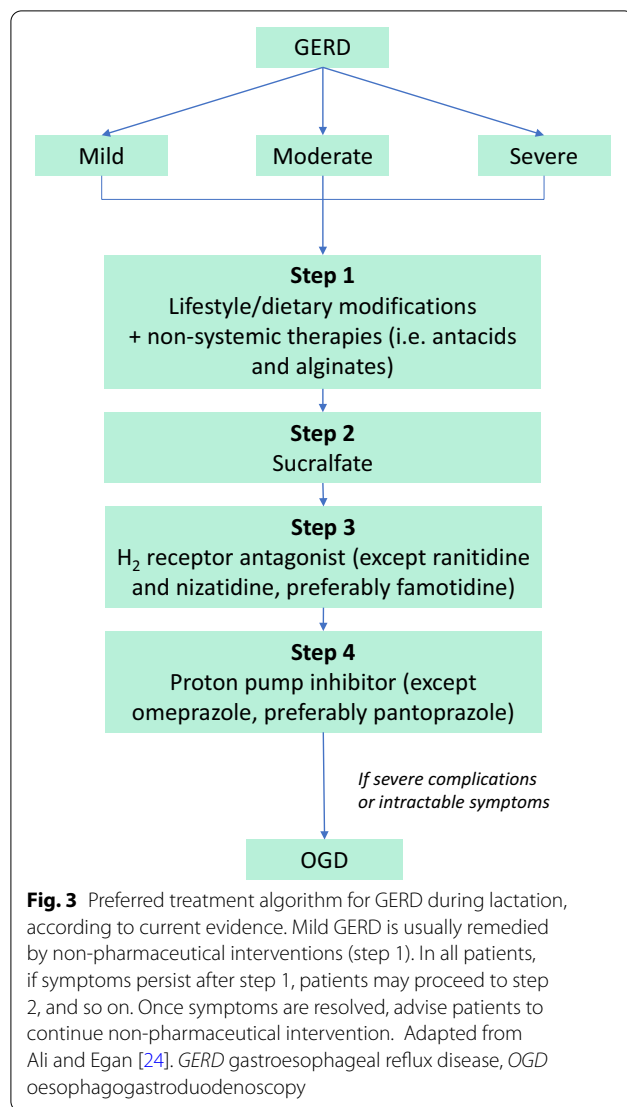 GERD
Mild
Moderate
Severe
Step 1
Lifestyle/dietary modifications
+ non-systemic therapies (i.e. antacids
and alginates)
Step 2
Sucralfate
Step 3
H₂ receptor antagonist (except ranitidine
and nizatidine, preferably famotidine)
Step 4
Proton pump inhibitor (except
omeprazole, preferably pantoprazole)
If severe complications
or intractable symptoms
OGD
Fig. 3 Preferred treatment algorithm for GERD during lactation,
according to current evidence. Mild GERD is usually remedied
by non-pharmaceutical interventions (step 1). In all patients,
if symptoms persist after step 1, patients may proceed to step
2, and so on. Once symptoms are resolved, advise patients to
continue non-pharmaceutical intervention. Adapted from
Ali and Egan [24]. GERD gastroesophageal reflux disease, OGD
oesophagogastroduodenoscopy